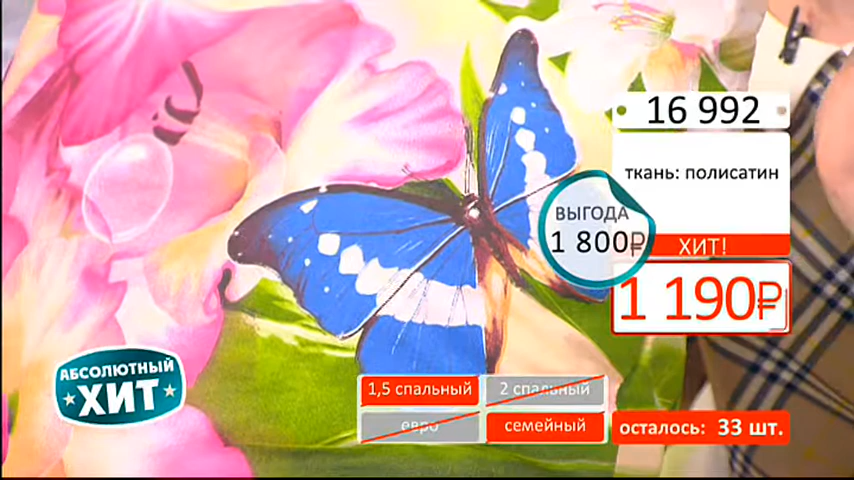 16 992
ткань: полисатин
ВЫГОДА
1 800₽
ХИТ!
1 190₽
АБСОЛЮТНЫЙ
ХИТ
1,5 спальный
2 спальный
евро
семейный
осталось: 33 шт.